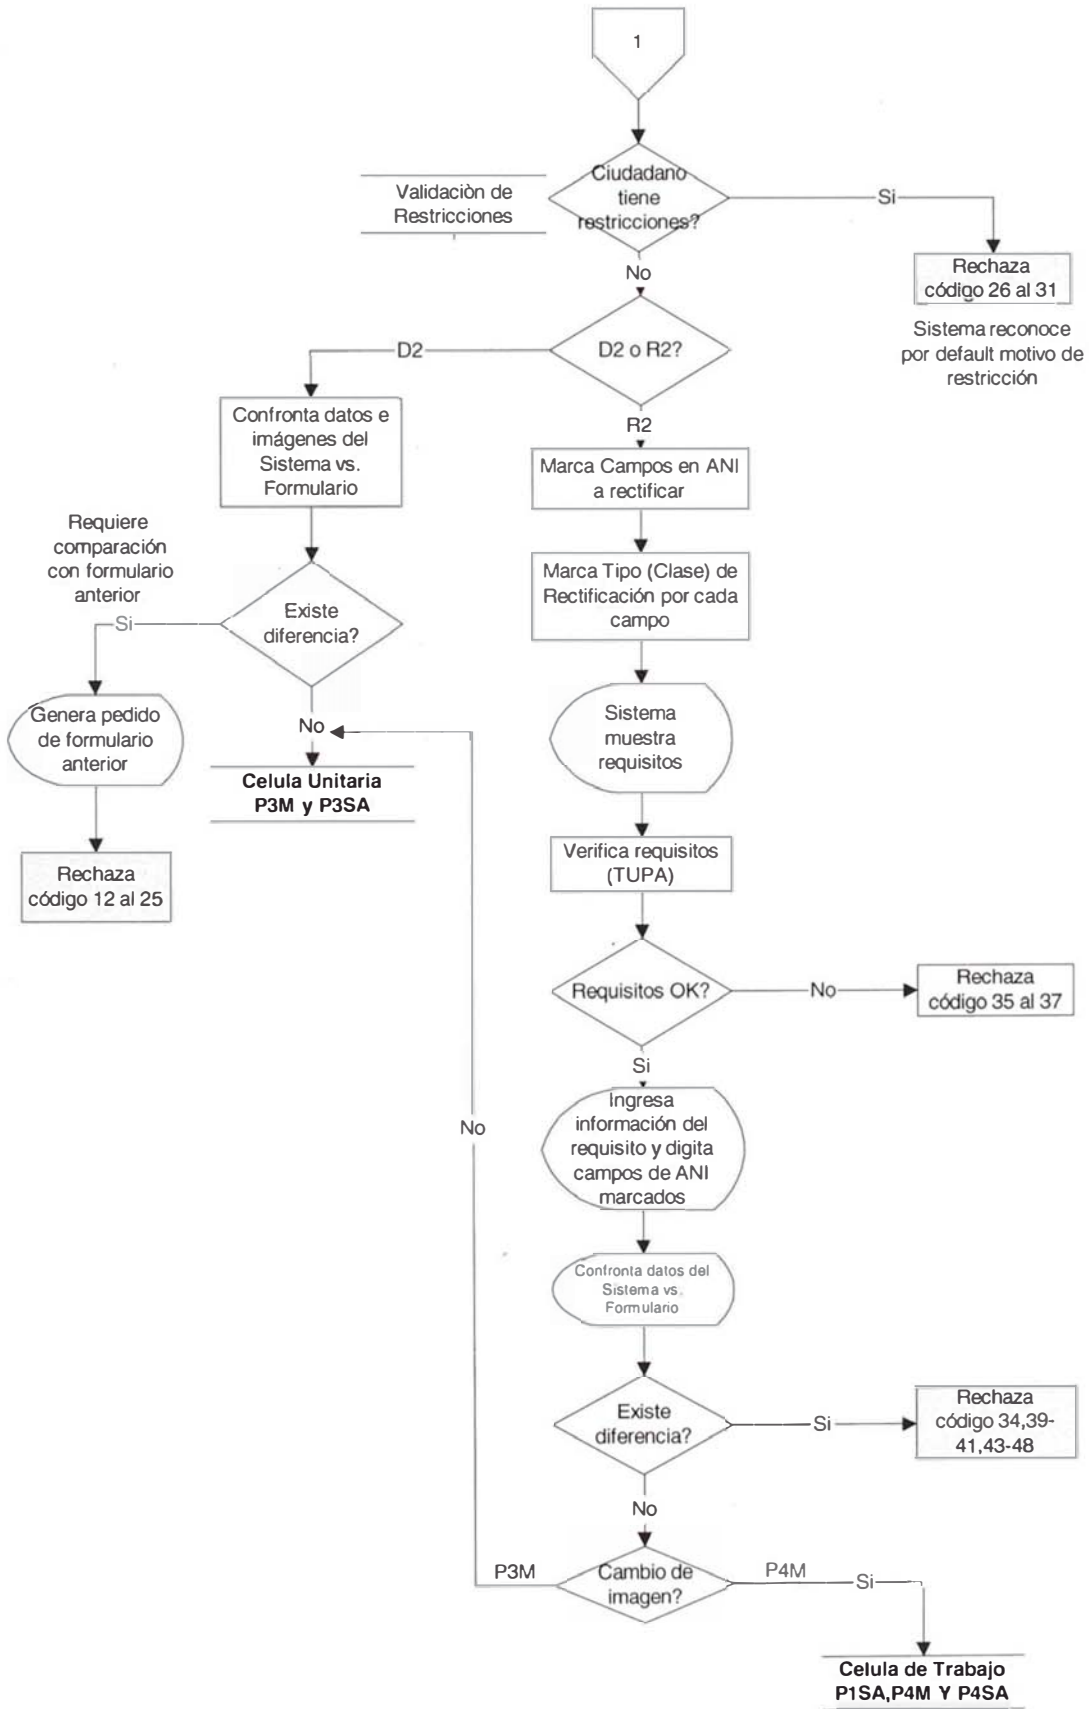 1
Ciudadano
tiene
restricciones?
Validaciòn de
Restricciones
Si
Rechaza
código 26 al 31
Sistema reconoce
por default motivo de
restricción
No
D2 o R2?
D2
R2
Confronta datos e
imágenes del
Sistema vs.
Formulario
Marca Campos en ANI
a rectificar
Requiere
comparación
con formulario
anterior
Existe
diferencia?
Si
Marca Tipo (Clase) de
Rectificación por cada
campo
Genera pedido
de formulario
anterior
No
Sistema
muestra
requisitos
Celula Unitaria
P3M y P3SA
Rechaza
código 12 al 25
Verifica requisitos
(TUPA)
Requisitos OK?
No
Rechaza
código 35 al 37
Si
Ingresa
información del
requisito y digita
campos de ANI
marcados
No
Confronta datos del
Sistema vs.
Formulario
Existe
diferencia?
Si
Rechaza
código 34,39-
41,43-48
No
P3M
Cambio de
imagen?
P4M
Si
Celula de Trabajo
P1SA,P4M Y P4SA